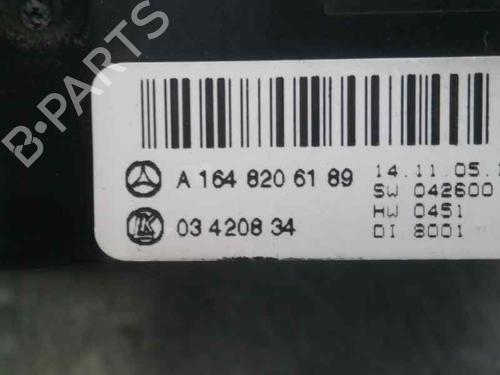 B-PARTS
A 164 820 61 89
14.11.05.
SW 042600
HW 0451
03 4208 34
DI 8001